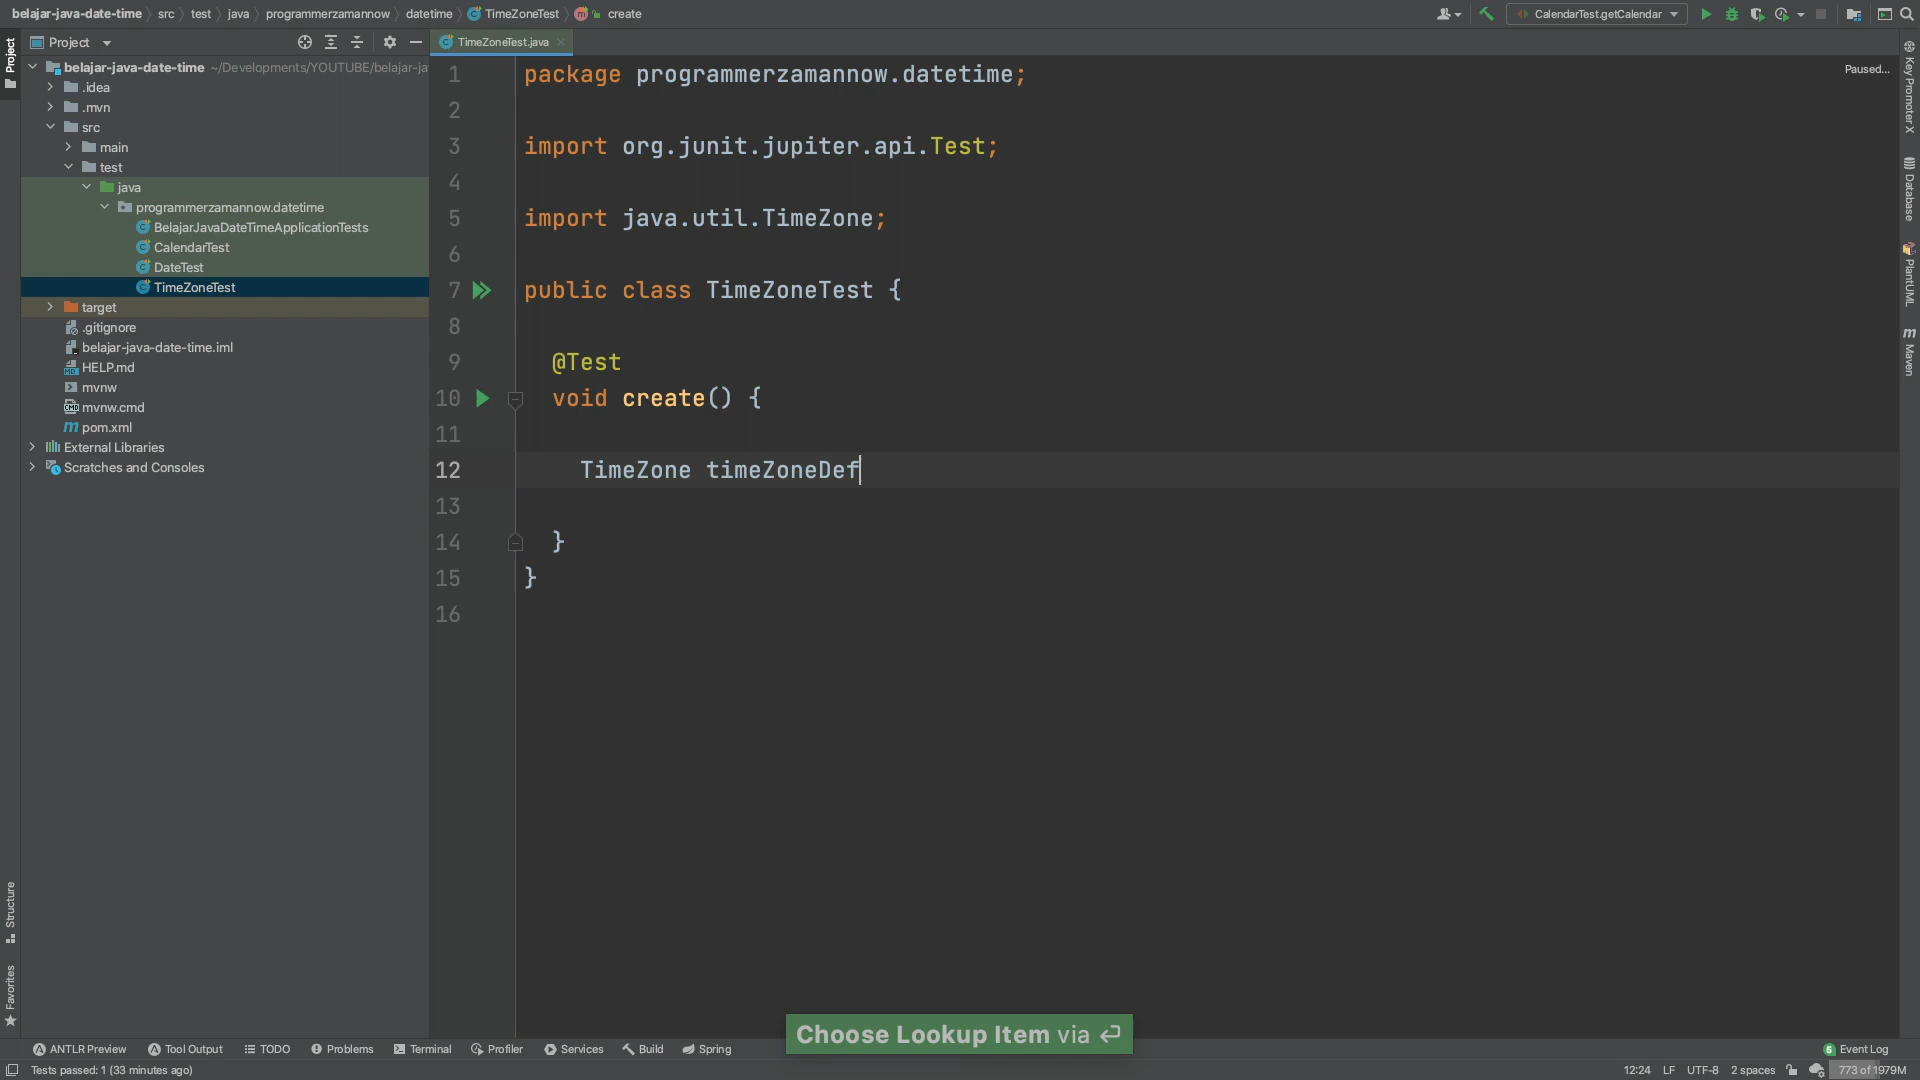 belajar-java-date-time src test java programmerzamannow datetime TimeZoneTest create
CalendarTest.getCalendar
Project
TimeZoneTest.java
Project
belajar-java-date-time ~/Developments/YOUTUBE/belajar-ja
.idea
.mvn
src
main
test
java
programmerzamannow.datetime
BelajarJavaDateTimeApplicationTests
CalendarTest
DateTest
TimeZoneTest
target
.gitignore
belajar-java-date-time.iml
HELP.md
mvnw
mvnw.cmd
pom.xml
External Libraries
Scratches and Consoles
Structure
Favorites
1 package programmerzamannow.datetime;
2
3 import org.junit.jupiter.api.Test;
4
5 import java.util.TimeZone;
6
7 public class TimeZoneTest {
8
9 @Test
10 void create() {
11
12 TimeZone timeZoneDef
13
14 }
15 }
16
Paused...
Key Promoter X
Database
PlantUML
Maven
Choose Lookup Item via
ANTLR Preview Tool Output TODO Problems Terminal Profiler Services Build Spring
5 Event Log
Tests passed: 1 (33 minutes ago)
12:24 LF UTF-8 2 spaces 773 of 1979M